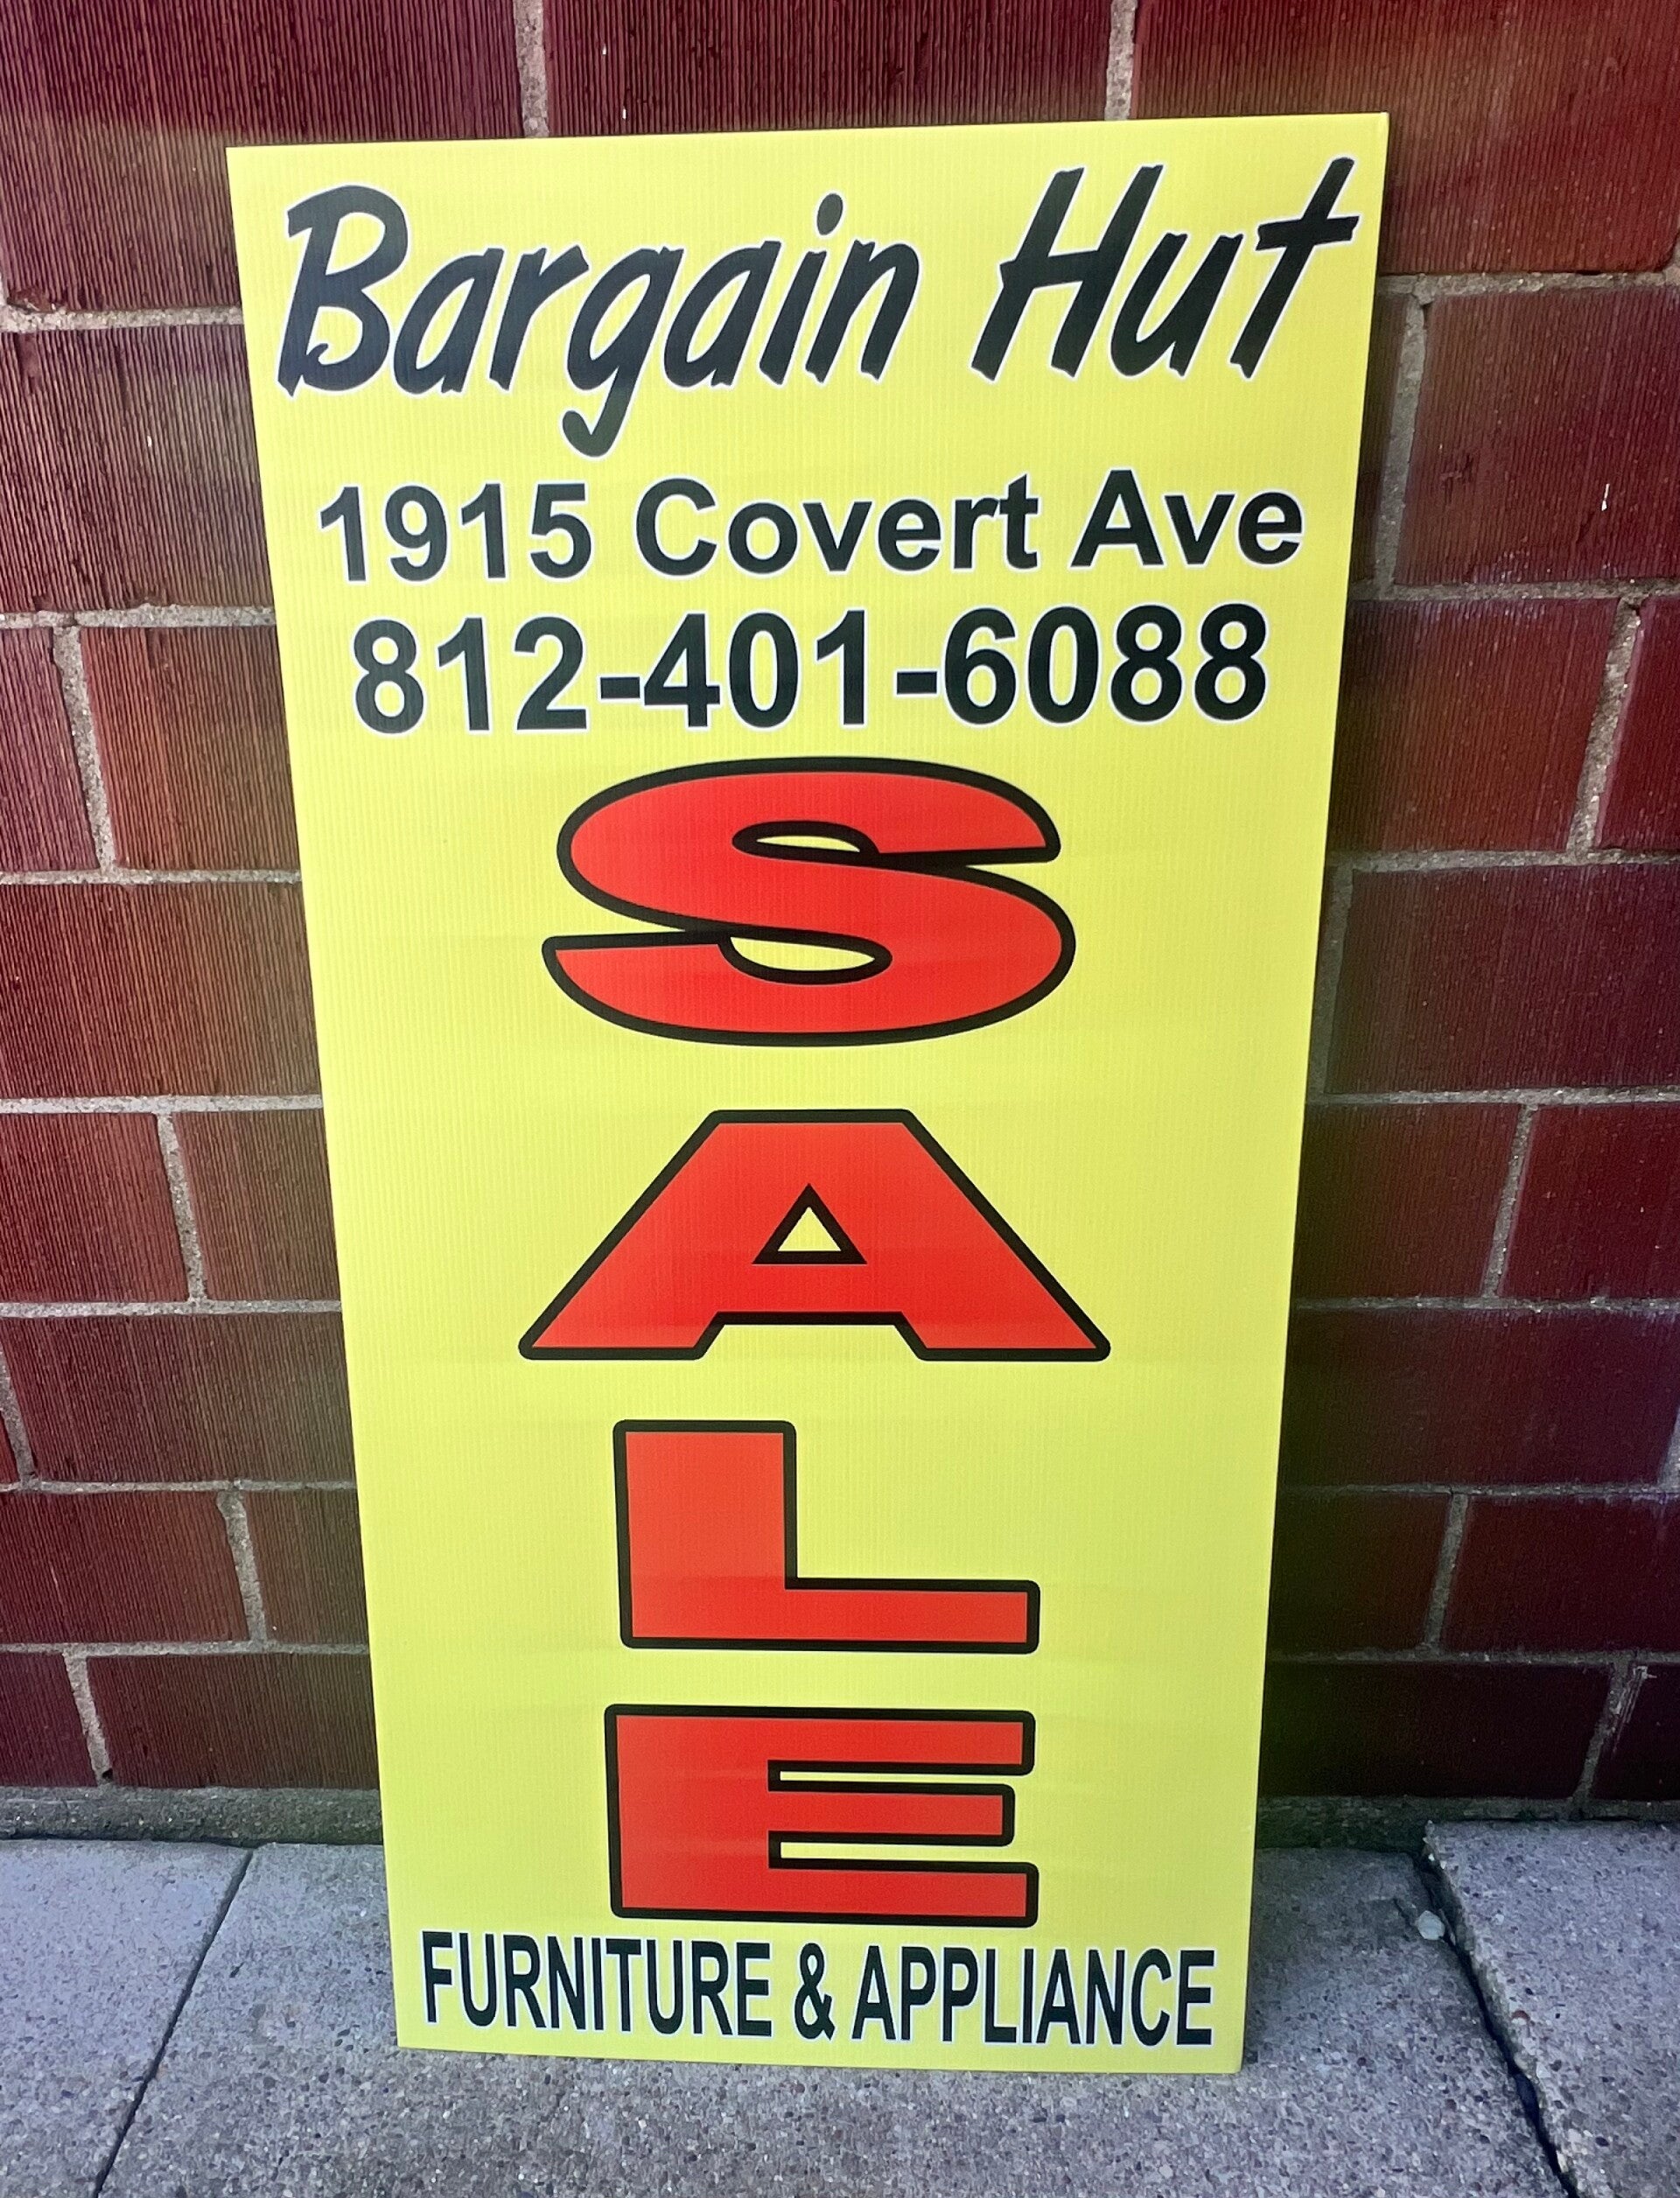 Bargain Hut
1915 Covert Ave
812-401-6088
S
A
L
E
FURNITURE & APPLIANCE